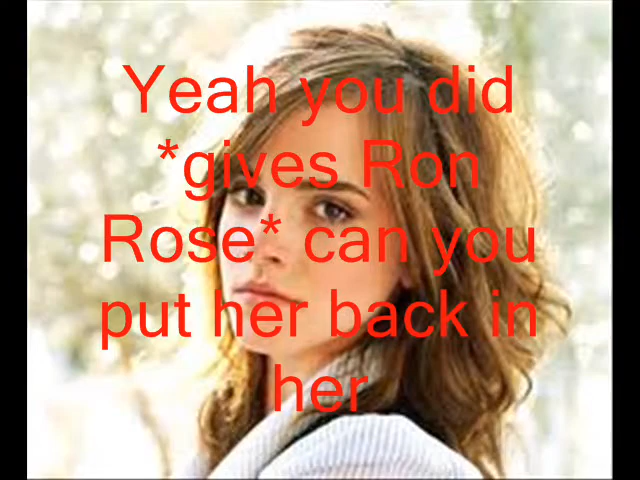 Yeah you did
*gives Ron
Rose* can you
put her back in
her